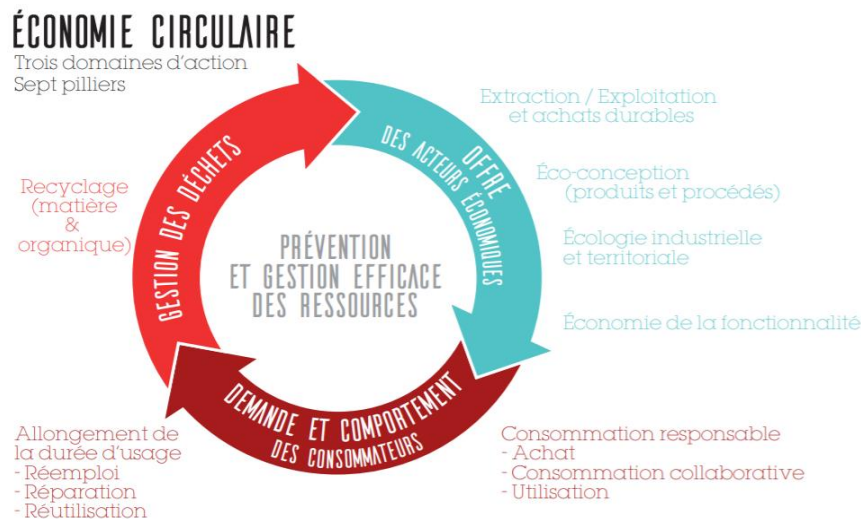 ÉCONOMIE CIRCULAIRE
Trois domaines d'action
Sept pilliers
Extraction / Exploitation
et achats durables
Éco-conception
(produits et procédés)
Écologie industrielle
et territoriale
Économie de la fonctionnalité
OFFRE
DES ACTEURS ÉCONOMIQUES
Recyclage
(matière
&
organique)
GESTION DES DÉCHETS
PRÉVENTION
ET GESTION EFFICACE
DES RESSOURCES
DEMANDE ET COMPORTEMENT
DES CONSOMMATEURS
Allongement de
la durée d'usage
- Réemploi
- Réparation
- Réutilisation
Consommation responsable
- Achat
- Consommation collaborative
- Utilisation